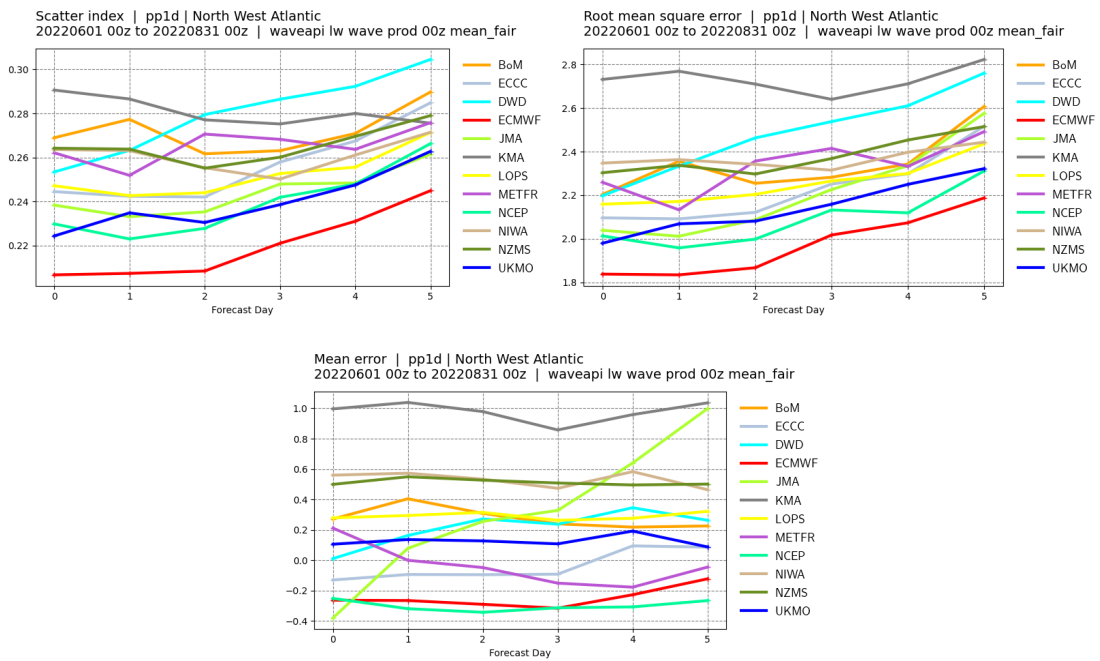 Scatter index | pp1d | North West Atlantic
20220601 00z to 20220831 00z | waveapi lw wave prod 00z mean_fair
0.30
0.28
0.26
0.24
0.22
0 1 2 3 4 5
Forecast Day
BoM
ECCC
DWD
ECMWF
JMA
KMA
LOPS
METFR
NCEP
NIWA
NZMS
UKMO
Root mean square error | pp1d | North West Atlantic
20220601 00z to 20220831 00z | waveapi lw wave prod 00z mean_fair
2.8
2.6
2.4
2.2
2.0
1.8
0 1 2 3 4 5
Forecast Day
BoM
ECCC
DWD
ECMWF
JMA
KMA
LOPS
METFR
NCEP
NIWA
NZMS
UKMO
Mean error | pp1d | North West Atlantic
20220601 00z to 20220831 00z | waveapi lw wave prod 00z mean_fair
1.0
0.8
0.6
0.4
0.2
0.0
−0.2
−0.4
0 1 2 3 4 5
Forecast Day
BoM
ECCC
DWD
ECMWF
JMA
KMA
LOPS
METFR
NCEP
NIWA
NZMS
UKMO